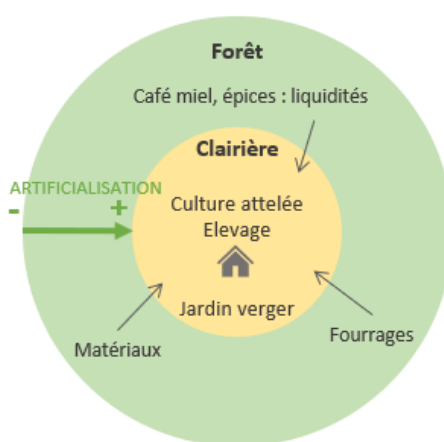 Forêt
Café miel, épices : liquidités
Clairière
ARTIFICIALISATION
- +
Culture attelée
Elevage
Jardin verger
Fourrages
Matériaux